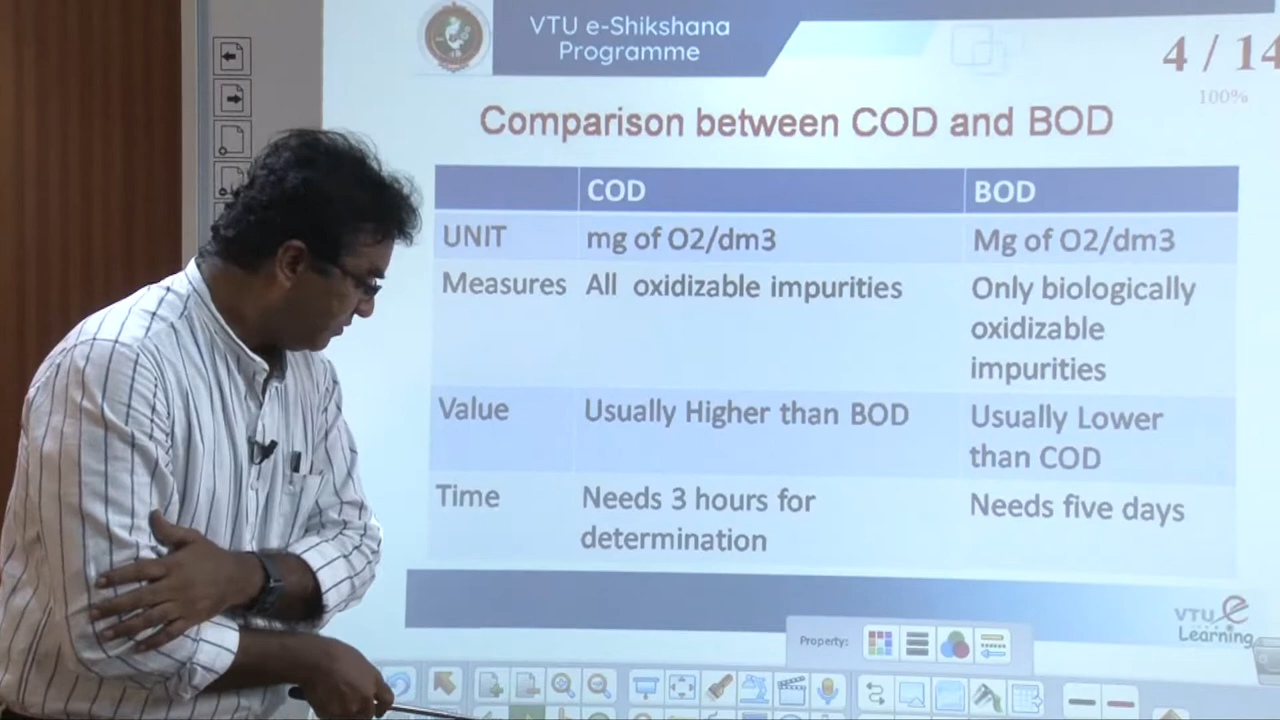 VTU e-Shikshana
Programme
4 / 14
100%
Comparison between COD and BOD
COD BOD
UNIT mg of O2/dm3 Mg of O2/dm3
Measures All oxidizable impurities Only biologically
oxidizable
impurities
Value Usually Higher than BOD Usually Lower
than COD
Time Needs 3 hours for Needs five days
determination
VTU e
Learning
Property: